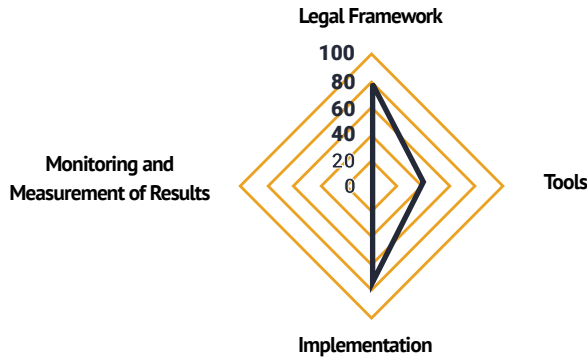 Legal Framework
100
80
60
40
20
0
Monitoring and
Measurement of Results
Tools
Implementation